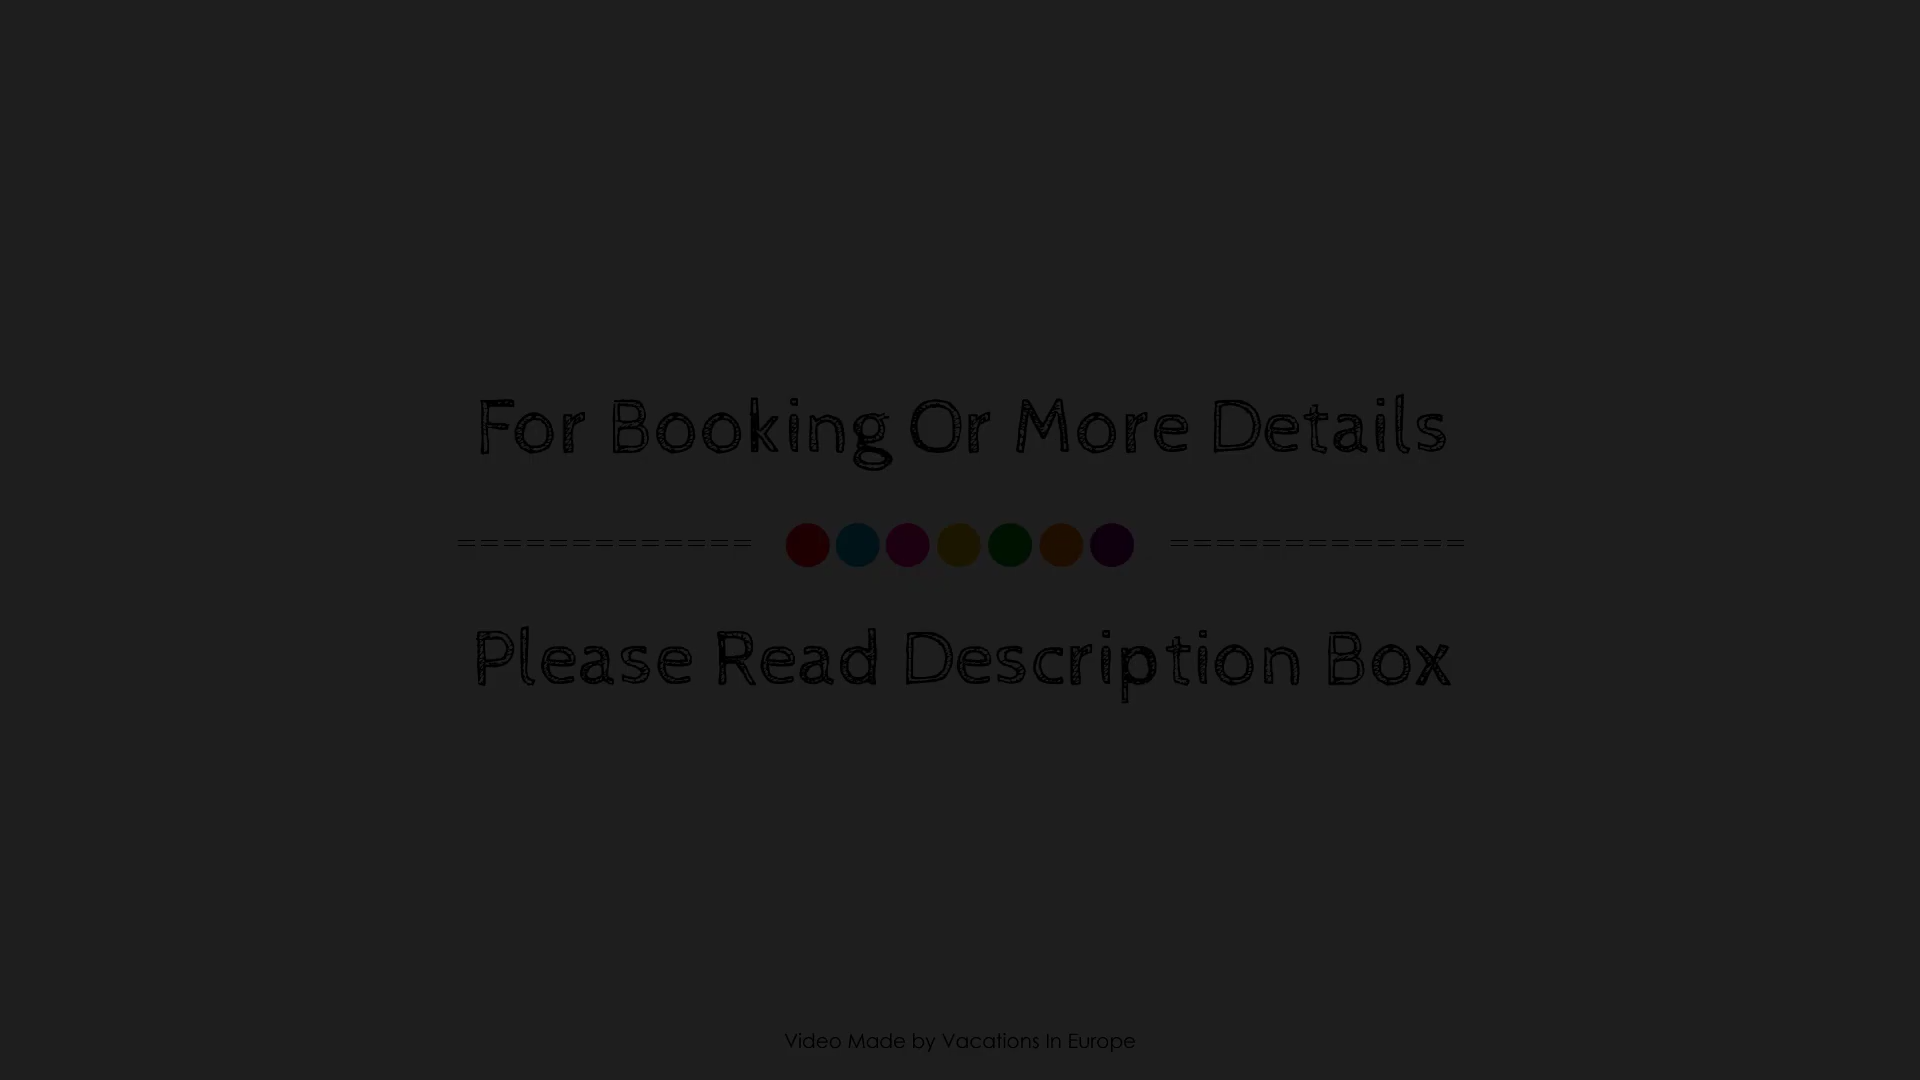 For Booking Or More Details
============= =============
Please Read Description Box
Video Made by Vacations In Europe